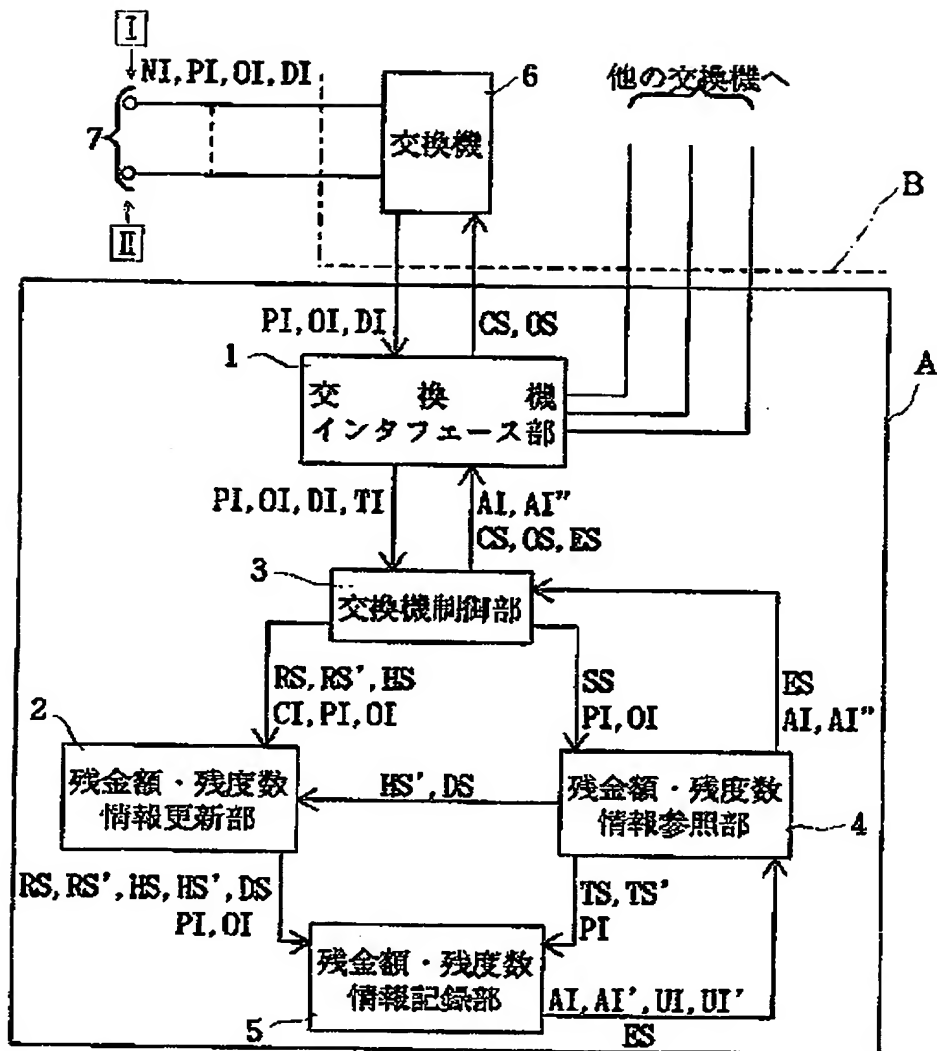 I
NI, PI, OI, DI
7
II
6
交換機
他の交換機へ
B
PI, OI, DI
CS, OS
1
交換機
インタフェース部
A
PI, OI, DI, TI
AI, AI”
CS, OS, ES
3
交換機制御部
RS, RS’, HS
CI, PI, OI
SS
PI, OI
ES
AI, AI”
2
残金額・残度数
情報更新部
HS’, DS
残金額・残度数
情報参照部
4
RS, RS’, HS, HS’, DS
PI, OI
TS, TS’
PI
残金額・残度数
情報記録部
5
AI, AI’, UI, UI’
ES